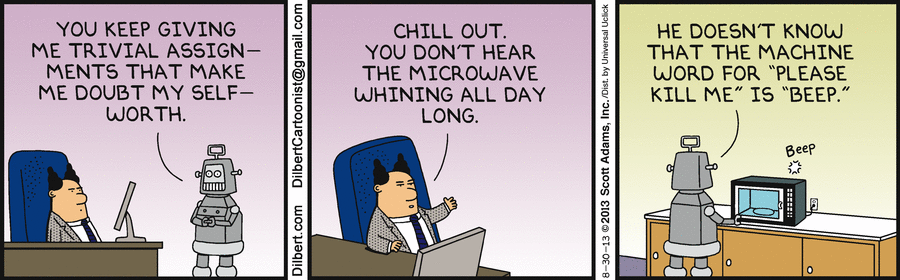 YOU KEEP GIVING
ME TRIVIAL ASSIGN-
MENTS THAT MAKE
ME DOUBT MY SELF-
WORTH.
Dilbert.com DilbertCartoonist@gmail.com
CHILL OUT.
YOU DON'T HEAR
THE MICROWAVE
WHINING ALL DAY
LONG.
8-30-13 © 2013 Scott Adams, Inc. /Dist. by Universal Uclick
HE DOESN'T KNOW
THAT THE MACHINE
WORD FOR "PLEASE
KILL ME" IS "BEEP."
Beep